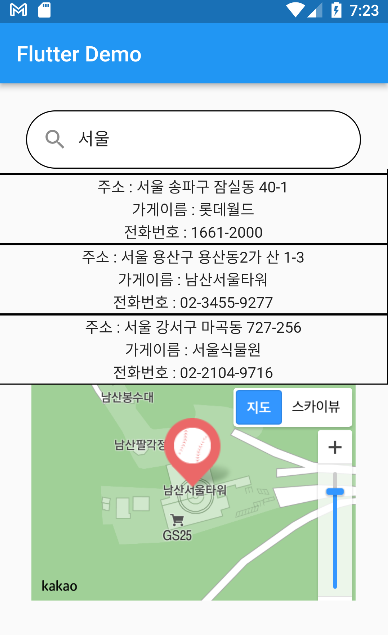 7:23
Flutter Demo
서울
주소 : 서울 송파구 잠실동 40-1
가게이름 : 롯데월드
전화번호 : 1661-2000
주소 : 서울 용산구 용산동2가 산 1-3
가게이름 : 남산서울타워
전화번호 : 02-3455-9277
주소 : 서울 강서구 마곡동 727-256
가게이름 : 서울식물원
전화번호 : 02-2104-9716
남산봉수대
지도 스카이뷰
남산팔각정
+
남산서울타워
GS25
kakao